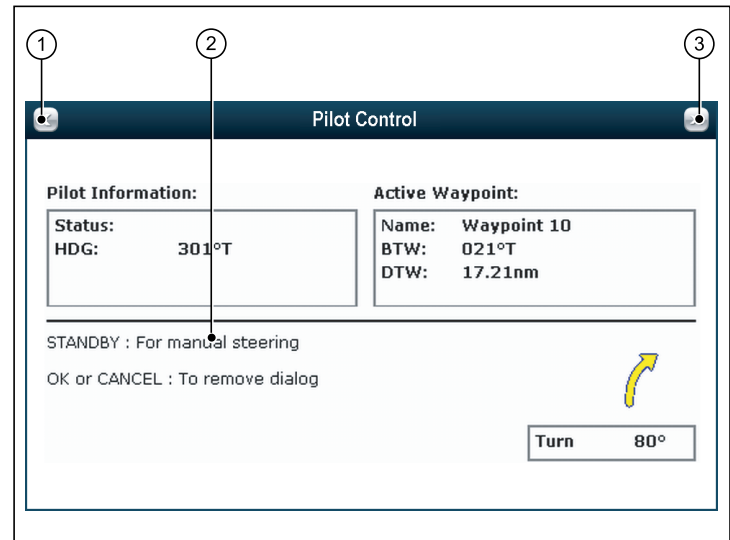 1
2
3
Pilot Control
Pilot Information:
Status:
HDG: 301°T
Active Waypoint:
Name: Waypoint 10
BTW: 021°T
DTW: 17.21nm
STANDBY : For manual steering
OK or CANCEL : To remove dialog
Turn 80°